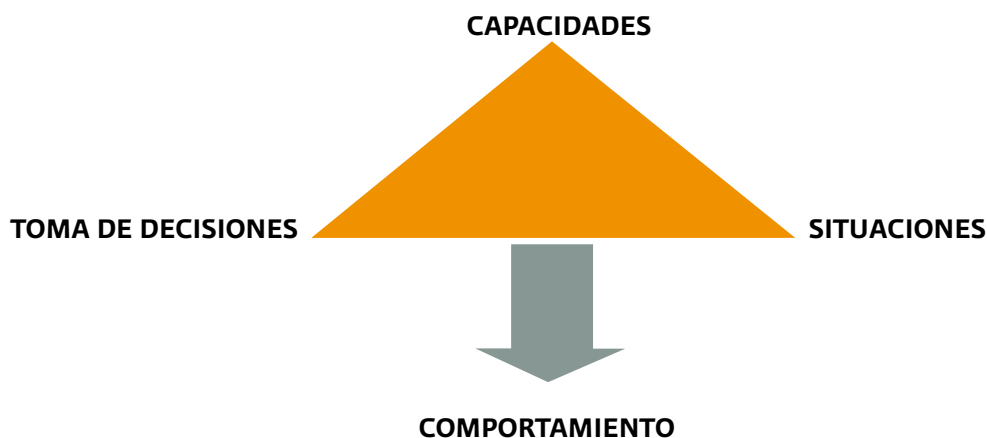 CAPACIDADES
TOMA DE DECISIONES
SITUACIONES
COMPORTAMIENTO